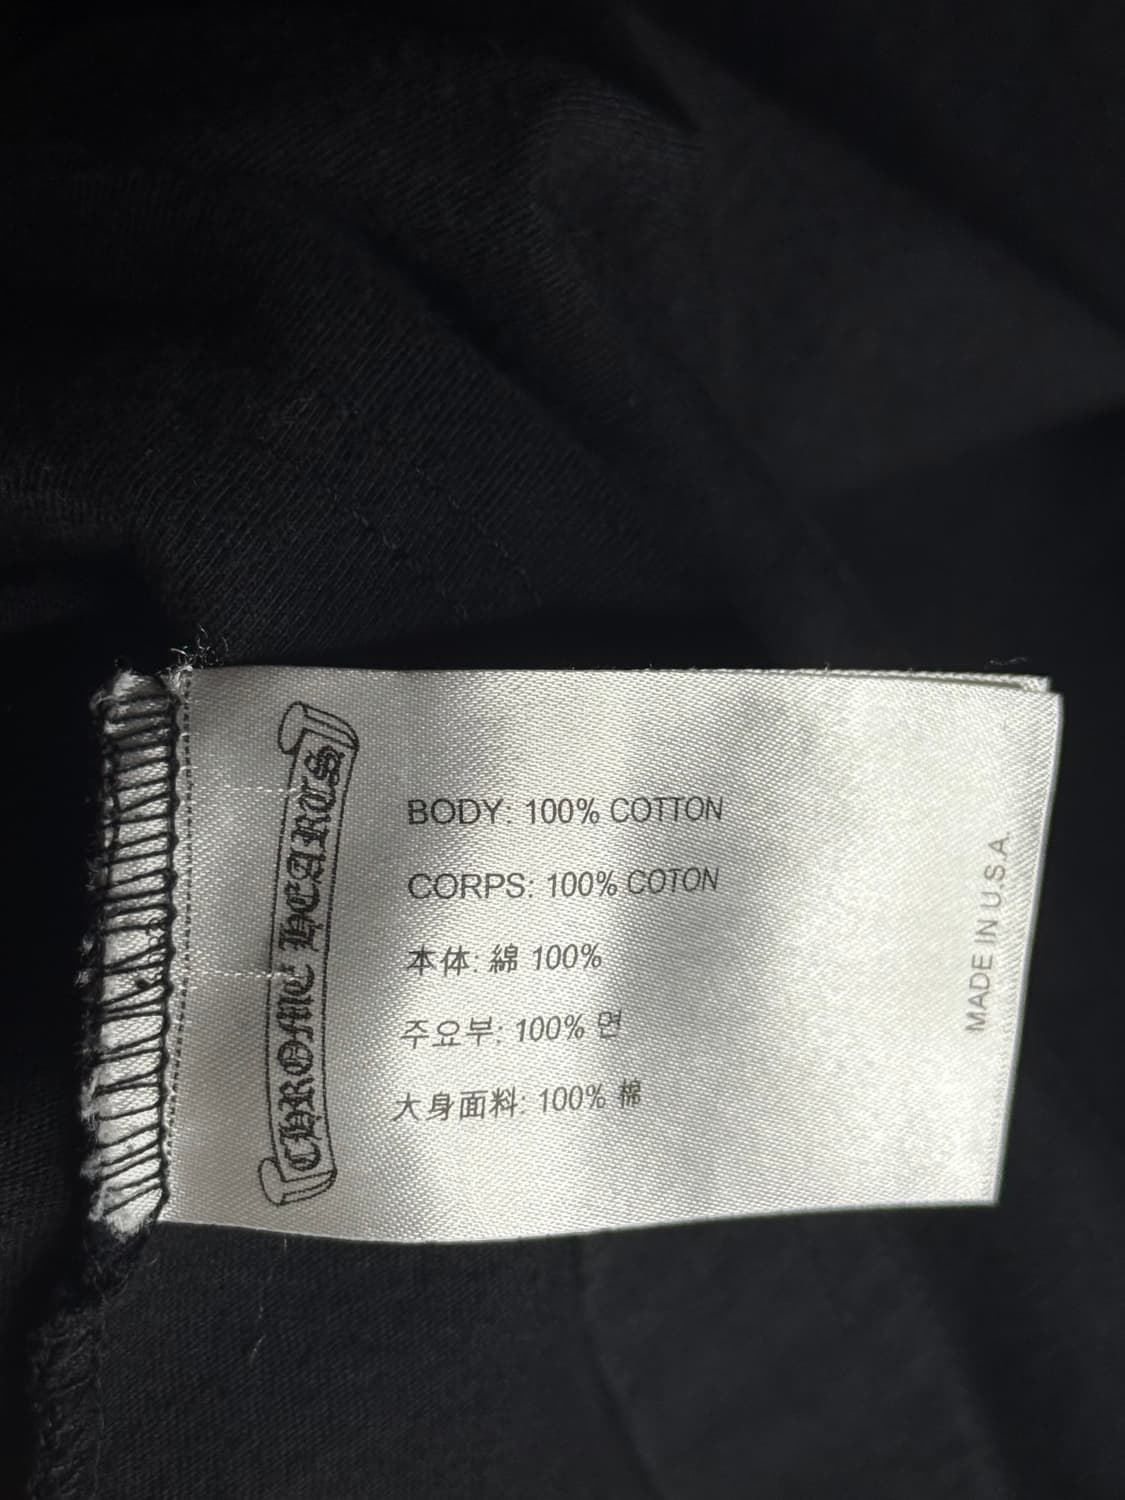 CHROME HEARTS
BODY: 100% COTTON
CORPS: 100% COTON
本体: 綿 100%
주요부: 100% 면
大身面料: 100% 棉
MADE IN U.S.A.